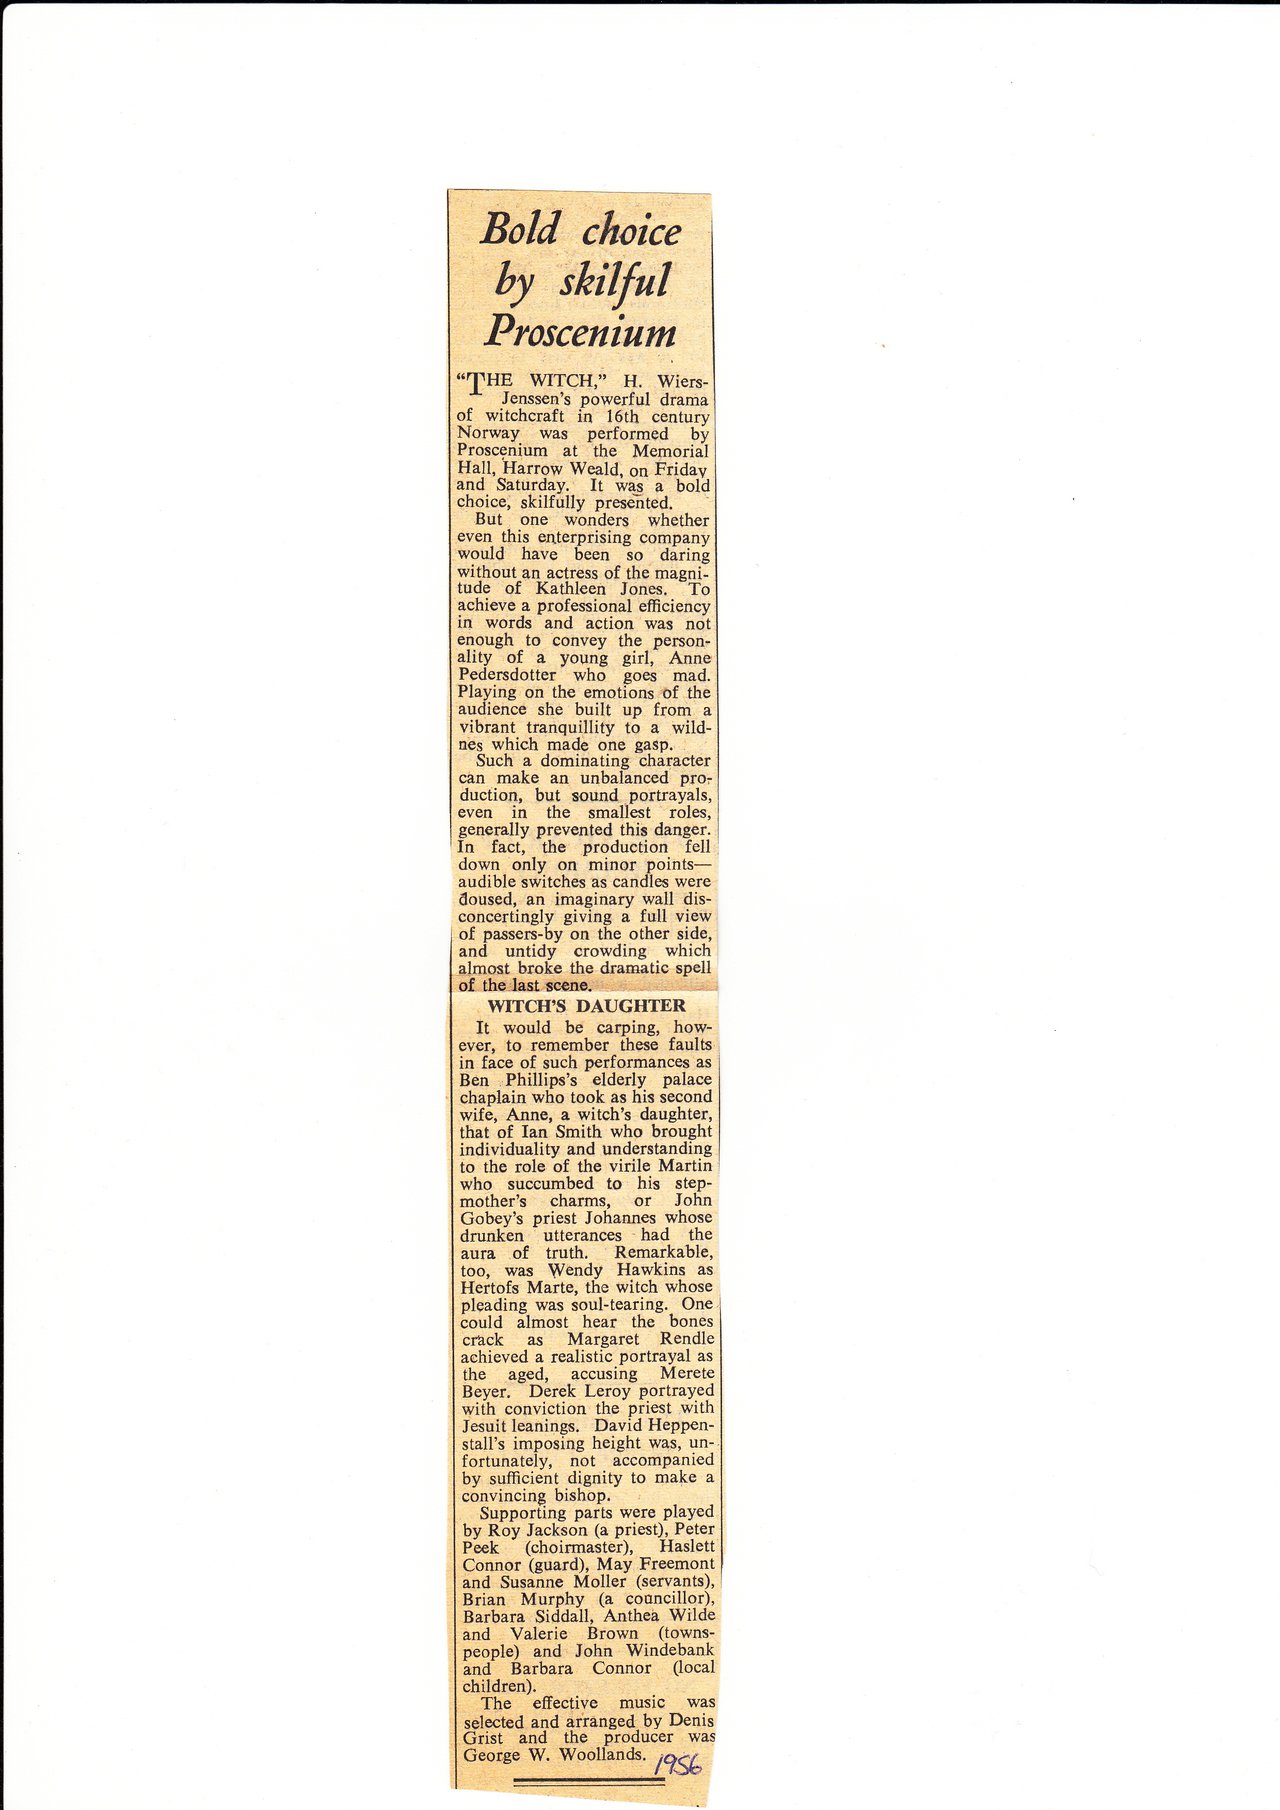 Bold choice
by skilful
Proscenium
“THE WITCH,” H. Wiers-
Jenssen’s powerful drama
of witchcraft in 16th century
Norway was performed by
Proscenium at the Memorial
Hall, Harrow Weald, on Friday
and Saturday. It was a bold
choice, skilfully presented.
But one wonders whether
even this enterprising company
would have been so daring
without an actress of the magni-
tude of Kathleen Jones. To
achieve a professional efficiency
in words and action was not
enough to convey the person-
ality of a young girl, Anne
Pedersdotter who goes mad.
Playing on the emotions of the
audience she built up from a
vibrant tranquillity to a wild-
nes which made one gasp.
Such a dominating character
can make an unbalanced pro-
duction, but sound portrayals,
even in the smallest roles,
generally prevented this danger.
In fact, the production fell
down only on minor points—
audible switches as candles were
doused, an imaginary wall dis-
concertingly giving a full view
of passers-by on the other side,
and untidy crowding which
almost broke the dramatic spell
of the last scene.
WITCH’S DAUGHTER
It would be carping, how-
ever, to remember these faults
in face of such performances as
Ben Phillips’s elderly palace
chaplain who took as his second
wife, Anne, a witch’s daughter,
that of Ian Smith who brought
individuality and understanding
to the role of the virile Martin
who succumbed to his step-
mother’s charms, or John
Gobey’s priest Johannes whose
drunken utterances had the
aura of truth. Remarkable,
too, was Wendy Hawkins as
Hertofs Marte, the witch whose
pleading was soul-tearing. One
could almost hear the bones
crack as Margaret Rendle
achieved a realistic portrayal as
the aged, accusing Merete
Beyer. Derek Leroy portrayed
with conviction the priest with
Jesuit leanings. David Heppen-
stall’s imposing height was, un-
fortunately, not accompanied
by sufficient dignity to make a
convincing bishop.
Supporting parts were played
by Roy Jackson (a priest), Peter
Peek (choirmaster), Haslett
Connor (guard), May Freemont
and Susanne Moller (servants),
Brian Murphy (a councillor),
Barbara Siddall, Anthea Wilde
and Valerie Brown (towns-
people) and John Windebank
and Barbara Connor (local
children).
The effective music was
selected and arranged by Denis
Grist and the producer was
George W. Woollands.
1956